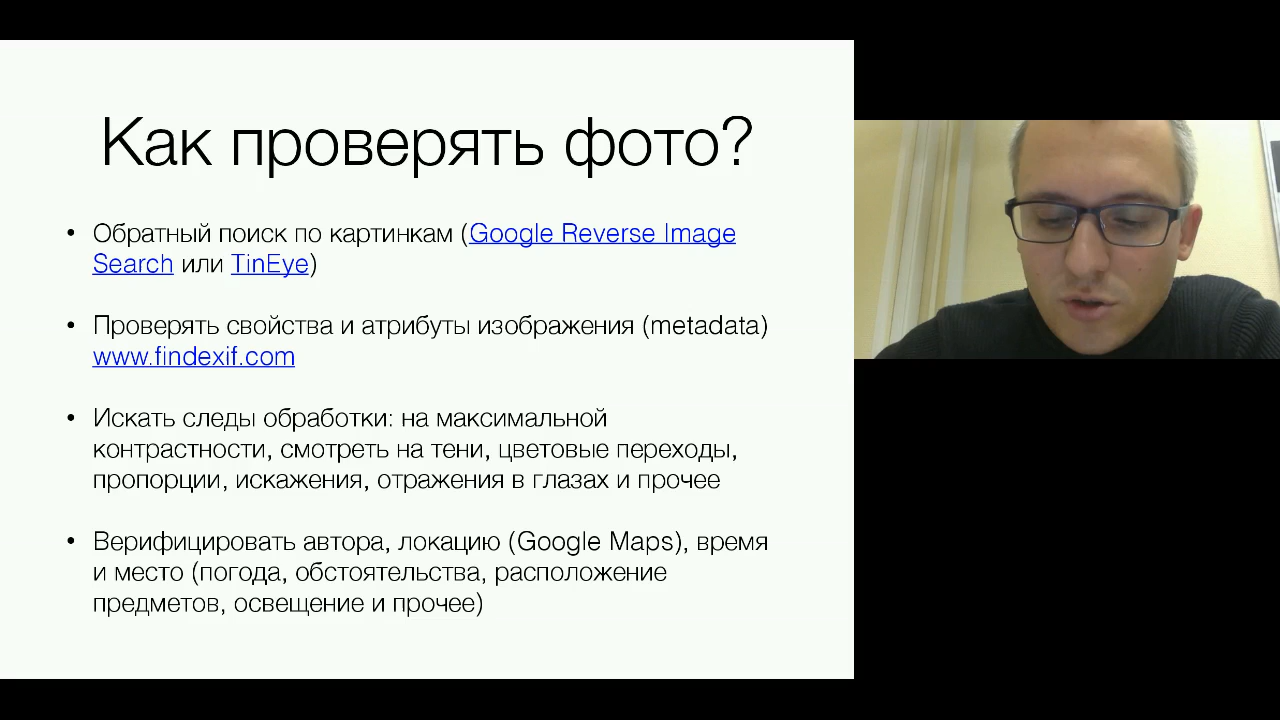 Как проверять фото?
• Обратный поиск по картинкам (Google Reverse Image
Search или TinEye)
• Проверять свойства и атрибуты изображения (metadata)
www.findexif.com
• Искать следы обработки: на максимальной
контрастности, смотреть на тени, цветовые переходы,
пропорции, искажения, отражения в глазах и прочее
• Верифицировать автора, локацию (Google Maps), время
и место (погода, обстоятельства, расположение
предметов, освещение и прочее)